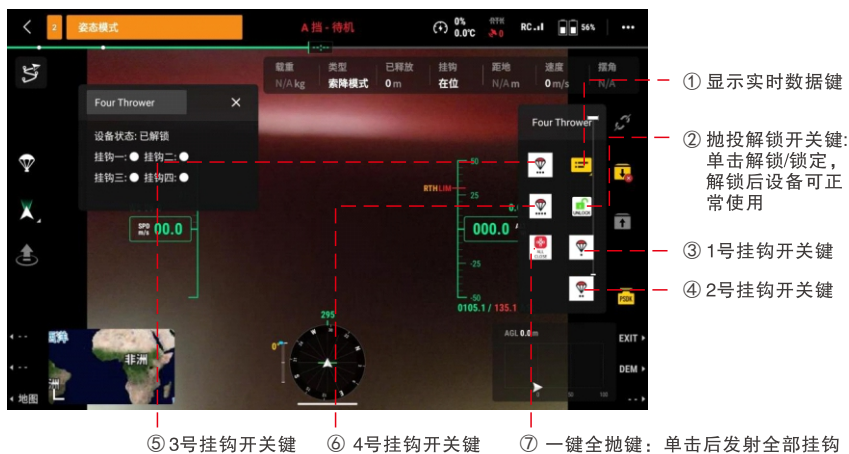 2 姿态模式
A 挡 - 待机
0%
0.0°C
0
RC
56%
载重 类型 已释放 挂钩 距地 速度 摆角
N/A kg 索降模式 0 m 在位 N/A m 0 m/s N/A
Four Thrower
设备状态: 已解锁
挂钩一: 挂钩二:
挂钩三: 挂钩四:
Four Thrower
UNLOCK
ALL
CLOSE
50
RTH LIM
25
SPD
m/s
00.0
000.0
-25
-50
0105.1 / 135.1
295
0°
AGL 0.0 m
0 50 100
PSDK
EXIT
DEM
非洲
地图
① 显示实时数据键
② 抛投解锁开关键:
单击解锁/锁定，
解锁后设备可正
常使用
③ 1号挂钩开关键
④ 2号挂钩开关键
⑤ 3号挂钩开关键
⑥ 4号挂钩开关键
⑦ 一键全抛键：单击后发射全部挂钩